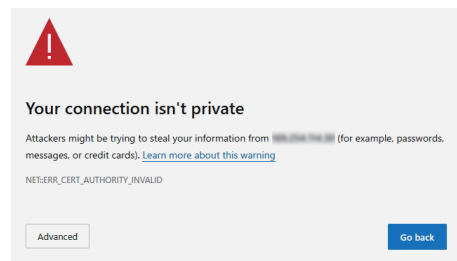 Your connection isn't private
Attackers might be trying to steal your information from (for example, passwords,
messages, or credit cards). Learn more about this warning
NET::ERR_CERT_AUTHORITY_INVALID
Advanced
Go back